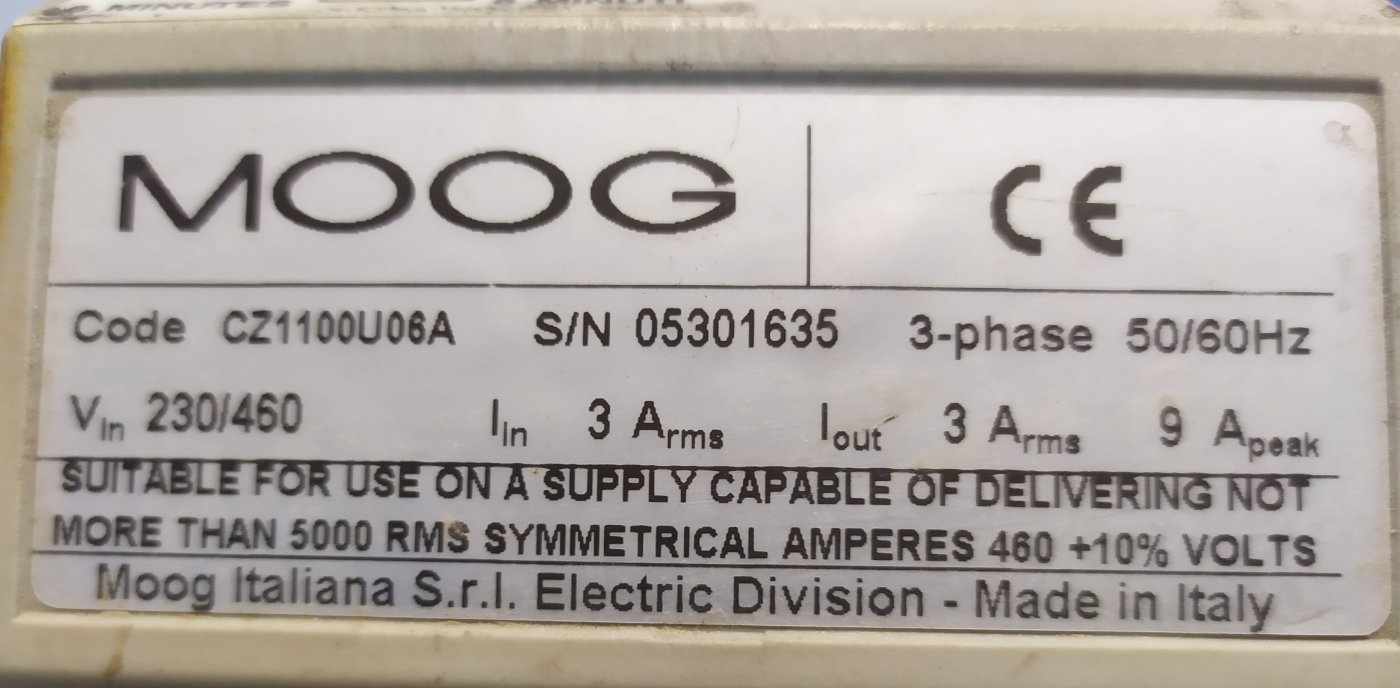 MINUTES
MOOG CE
Code CZ1100U06A S/N 05301635 3-phase 50/60Hz
Vin 230/460 Iin 3 Arms Iout 3 Arms 9 Apeak
SUITABLE FOR USE ON A SUPPLY CAPABLE OF DELIVERING NOT
MORE THAN 5000 RMS SYMMETRICAL AMPERES 460 +10% VOLTS
Moog Italiana S.r.l. Electric Division - Made in Italy